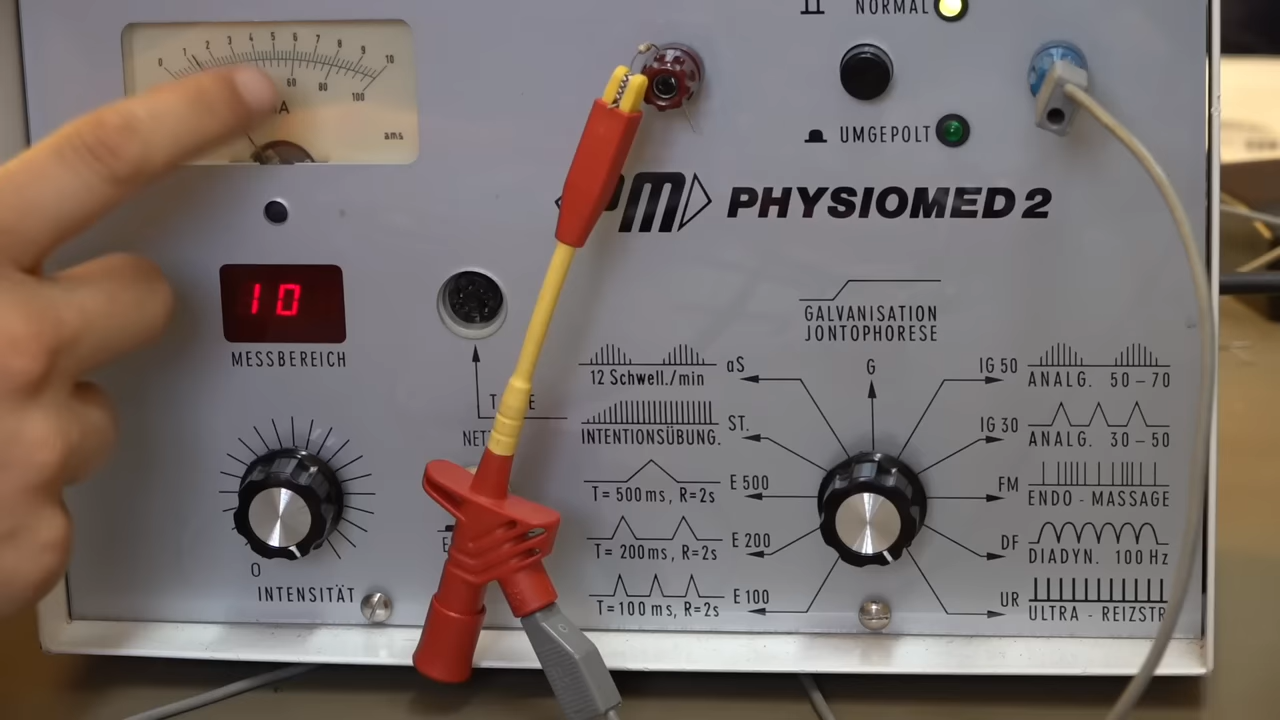 NORMAL
0 1 2 3 4 5 6 7 8 9 10
60 80 100
ams
UMGEPOLT
PHYSIOMED 2
10
MESSBEREICH
GALVANISATION
JONTOPHORESE
G
aS
12 Schwell./min
IG 50
ANALG. 50-70
ST.
INTENTIONSÜBUNG.
IG 30
ANALG. 30-50
E 500
T = 500 ms, R = 2s
FM
ENDO - MASSAGE
E 200
T = 200 ms, R = 2s
DF
DIADYN. 100 Hz
E 100
T = 100 ms, R = 2s
UR
ULTRA - REIZSTR
0
INTENSITÄT